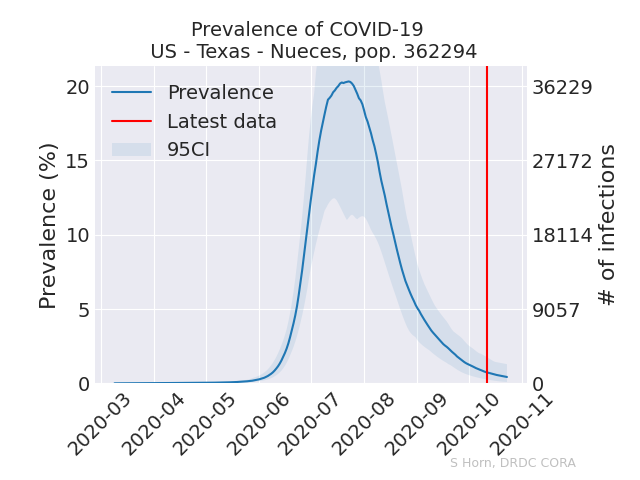 Prevalence of COVID-19
US - Texas - Nueces, pop. 362294
Prevalence
Latest data
95CI
Prevalence (%)
20
15
10
5
0
36229
27172
18114
9057
0
# of infections
2020-03
2020-04
2020-05
2020-06
2020-07
2020-08
2020-09
2020-10
2020-11
S Horn, DRDC CORA